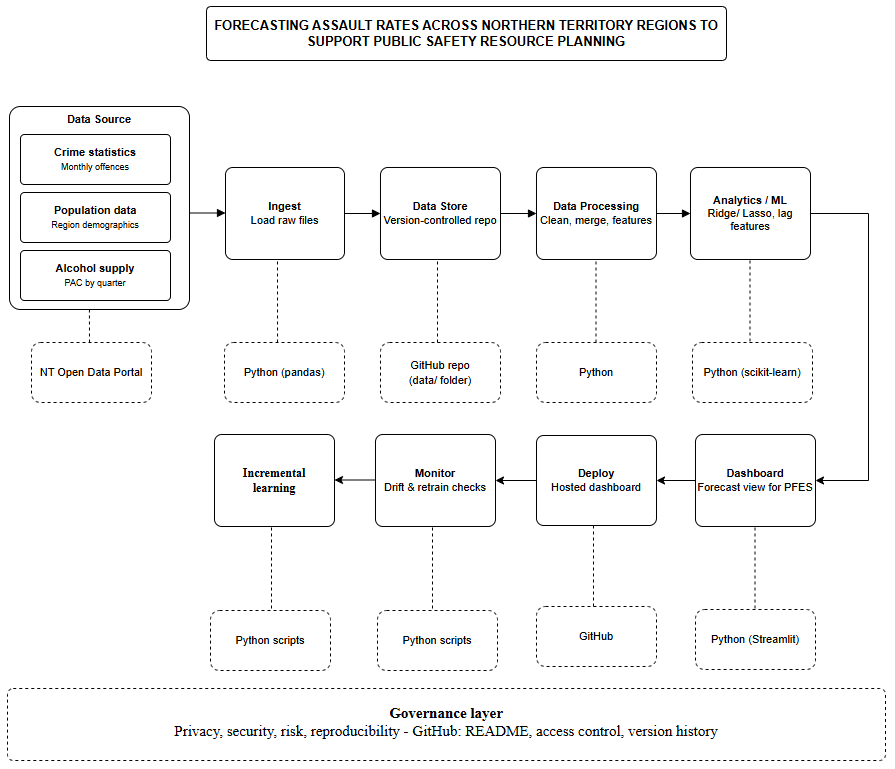 FORECASTING ASSAULT RATES ACROSS NORTHERN TERRITORY REGIONS TO
SUPPORT PUBLIC SAFETY RESOURCE PLANNING
Data Source
Crime statistics
Monthly offences
Population data
Region demographics
Alcohol supply
PAC by quarter
Ingest
Load raw files
Data Store
Version-controlled repo
Data Processing
Clean, merge, features
Analytics / ML
Ridge/ Lasso, lag
features
NT Open Data Portal
Python (pandas)
GitHub repo
(data/ folder)
Python
Python (scikit-learn)
Incremental
learning
Monitor
Drift & retrain checks
Deploy
Hosted dashboard
Dashboard
Forecast view for PFES
Python scripts
Python scripts
GitHub
Python (Streamlit)
Governance layer
Privacy, security, risk, reproducibility - GitHub: README, access control, version history